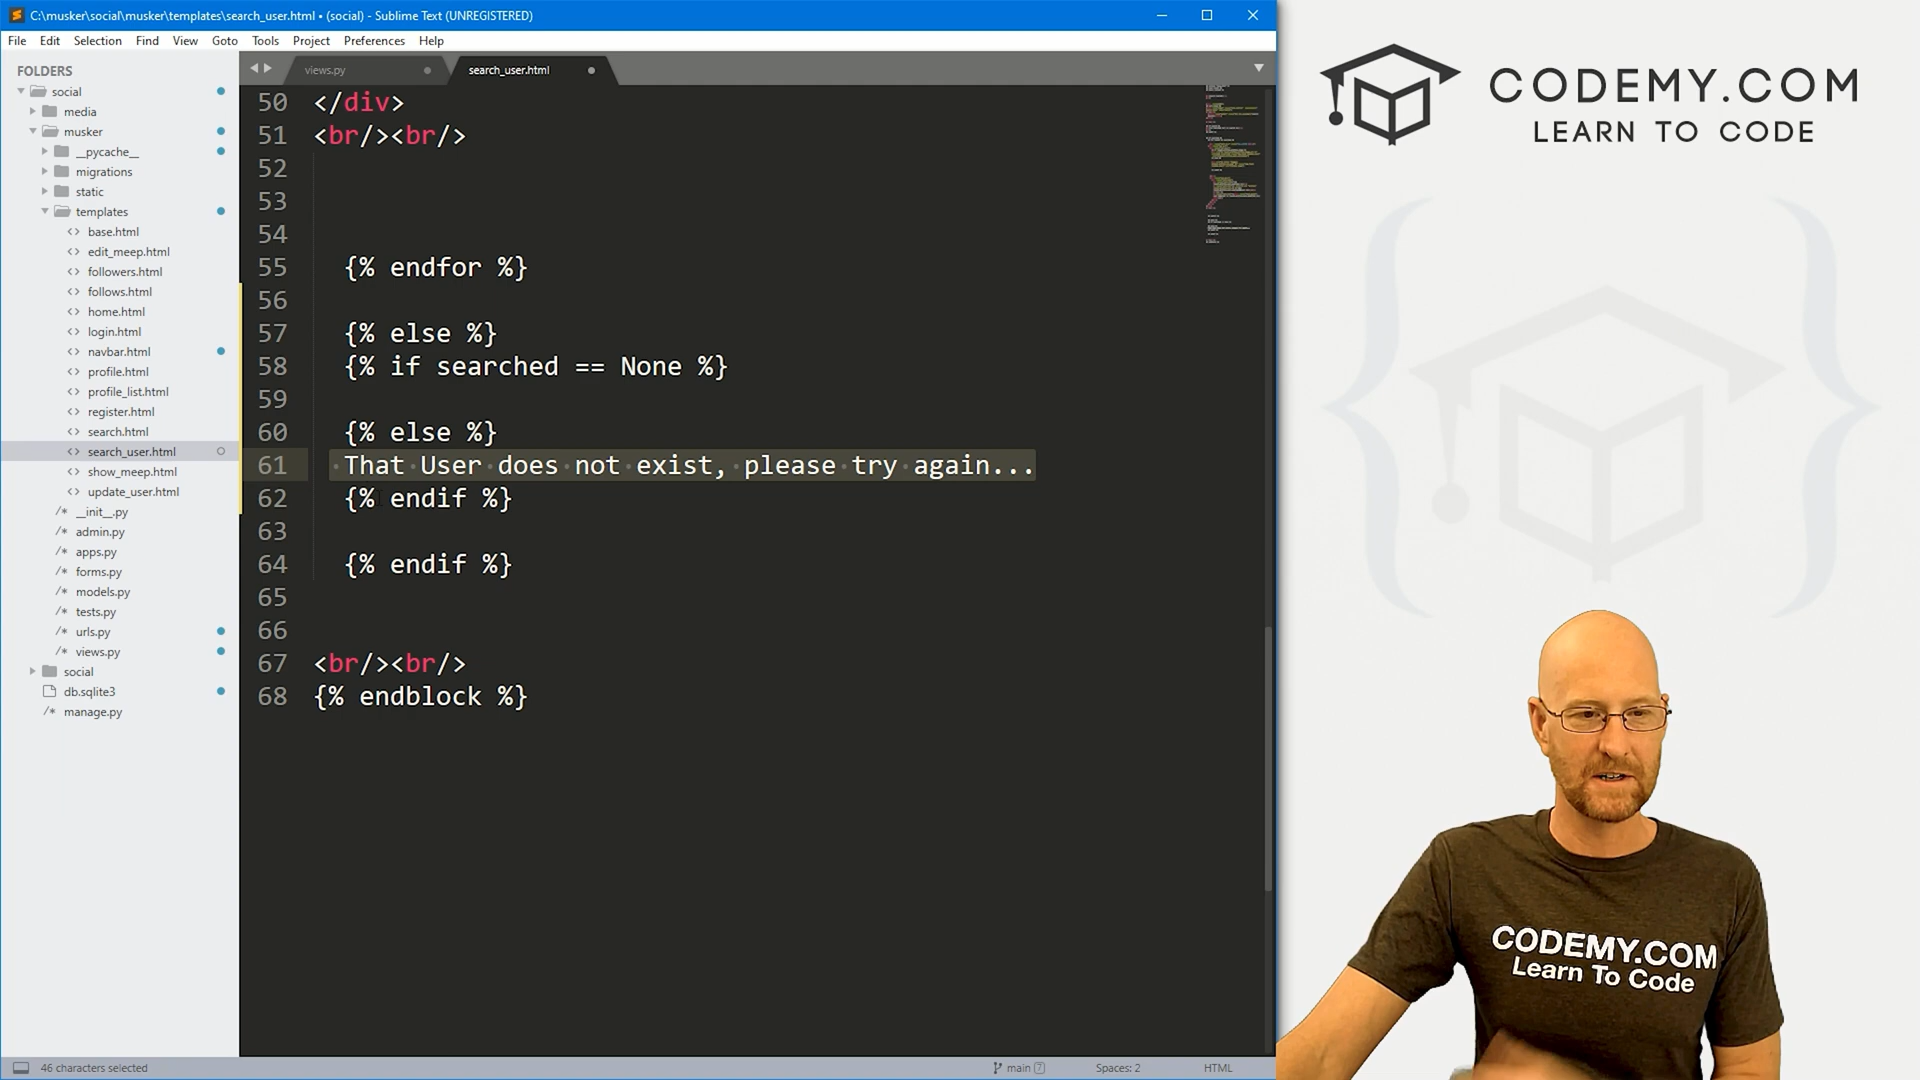 C:\musker\social\musker\templates\search_user.html • (social) - Sublime Text (UNREGISTERED)
File Edit Selection Find View Goto Tools Project Preferences Help
FOLDERS
social
media
musker
__pycache__
migrations
static
templates
base.html
edit_meep.html
followers.html
follows.html
home.html
login.html
navbar.html
profile.html
profile_list.html
register.html
search.html
search_user.html
show_meep.html
update_user.html
__init__.py
admin.py
apps.py
forms.py
models.py
tests.py
urls.py
views.py
social
db.sqlite3
manage.py
views.py
search_user.html
50 </div>
51 <br/><br/>
52
53
54
55 {% endfor %}
56
57 {% else %}
58 {% if searched == None %}
59
60 {% else %}
61 That User does not exist, please try again...
62 {% endif %}
63
64 {% endif %}
65
66
67 <br/><br/>
68 {% endblock %}
46 characters selected
main 7
Spaces: 2
HTML
CODEMY.COM
LEARN TO CODE
CODEMY.COM
Learn To Code